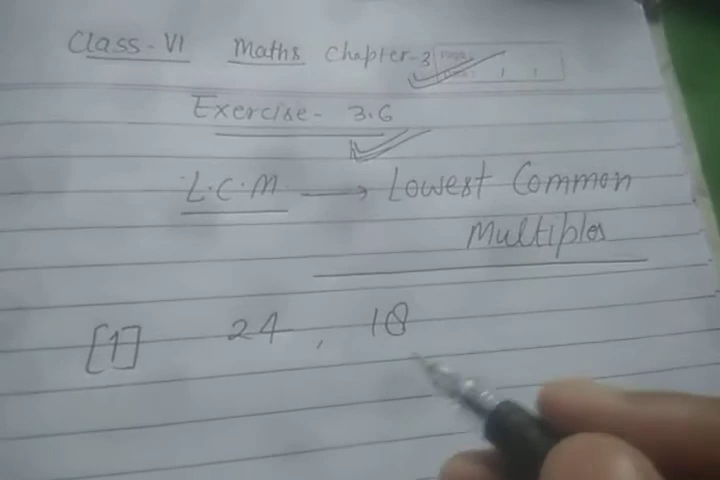 Class-VI Maths Chapter-3
Exercise- 3.6
L.C.M → Lowest Common
Multiples
[1] 24, 18